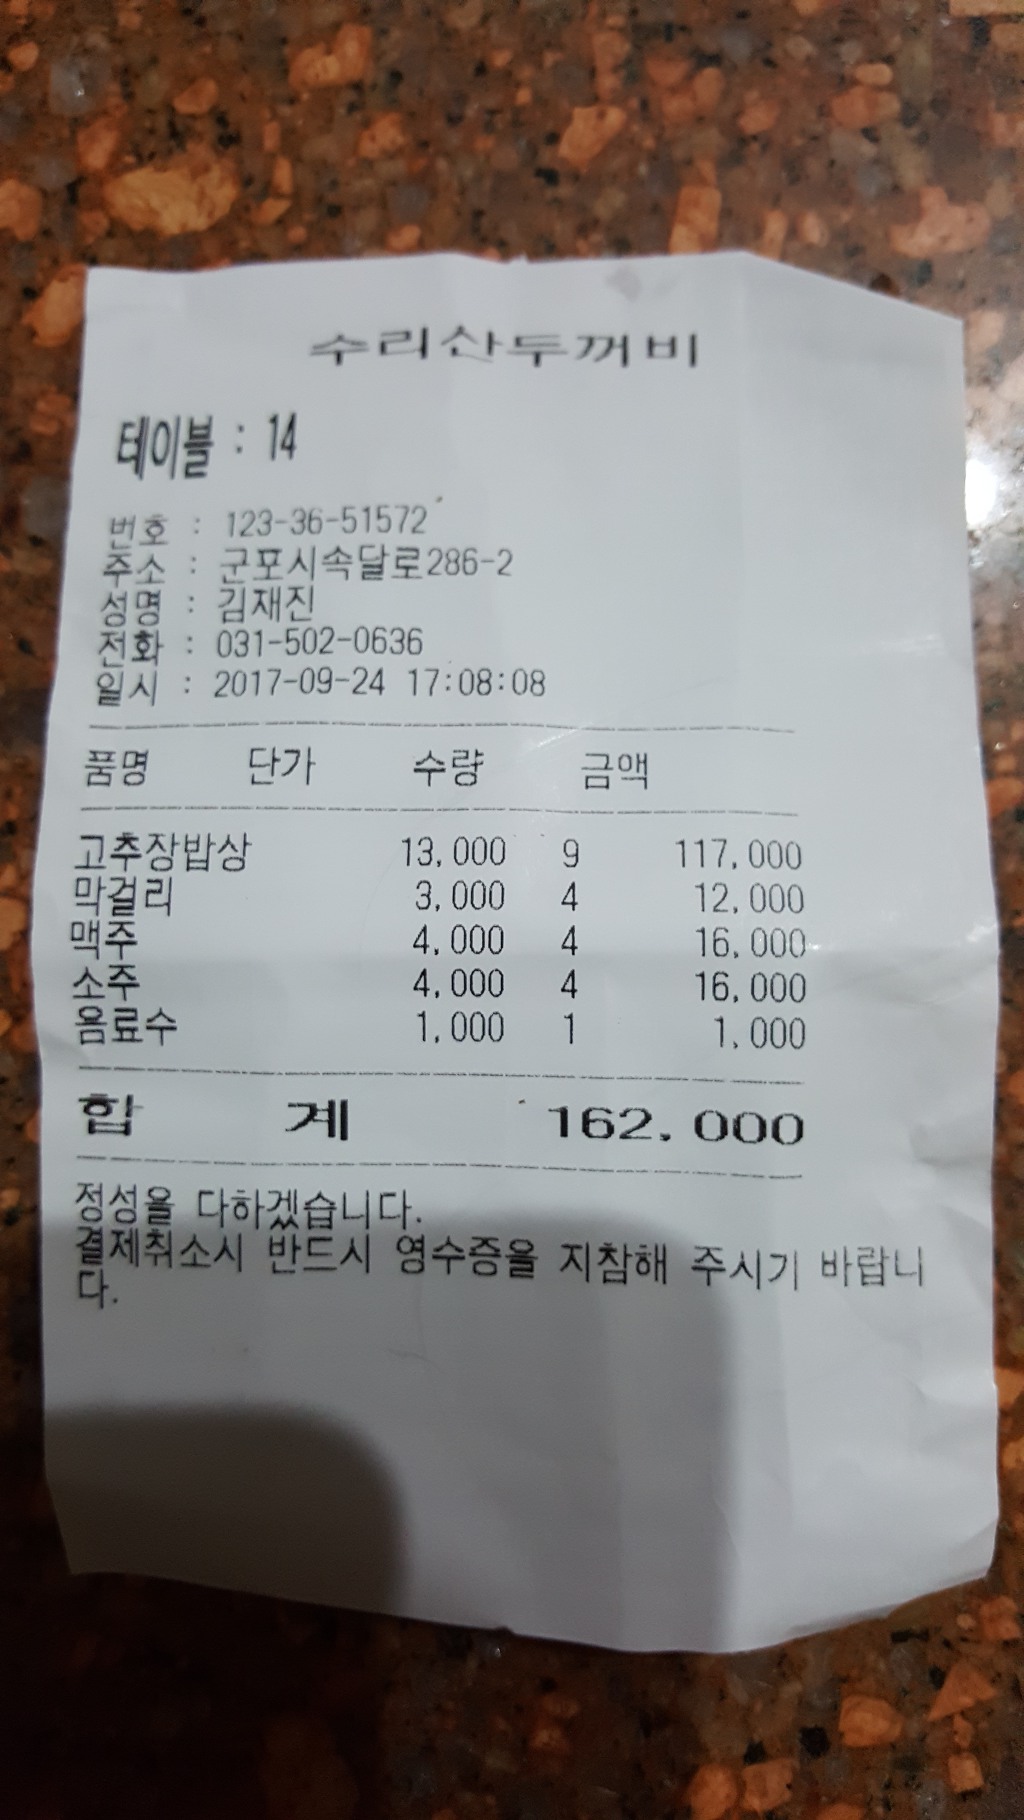 수리산두꺼비
테이블 : 14
번호 : 123-36-51572
주소 : 군포시속달로286-2
성명 : 김재진
전화 : 031-502-0636
일시 : 2017-09-24 17:08:08
품명 단가 수량 금액
고추장밥상 13,000 9 117,000
막걸리 3,000 4 12,000
맥주 4,000 4 16,000
소주 4,000 4 16,000
음료수 1,000 1 1,000
합 계 162,000
정성을 다하겠습니다.
결제취소시 반드시 영수증을 지참해 주시기 바랍니
다.